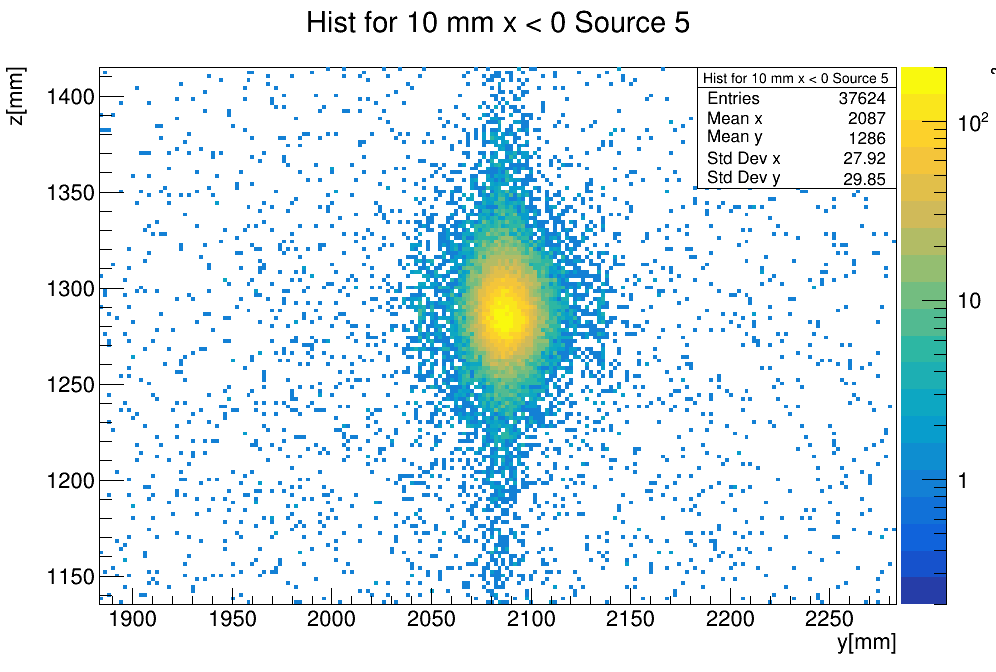 Hist for 10 mm x < 0 Source 5
z[mm]
1400
1350
1300
1250
1200
1150
1900 1950 2000 2050 2100 2150 2200 2250
y[mm]
Hist for 10 mm x < 0 Source 5
Entries 37624
Mean x 2087
Mean y 1286
Std Dev x 27.92
Std Dev y 29.85
10²
10
1